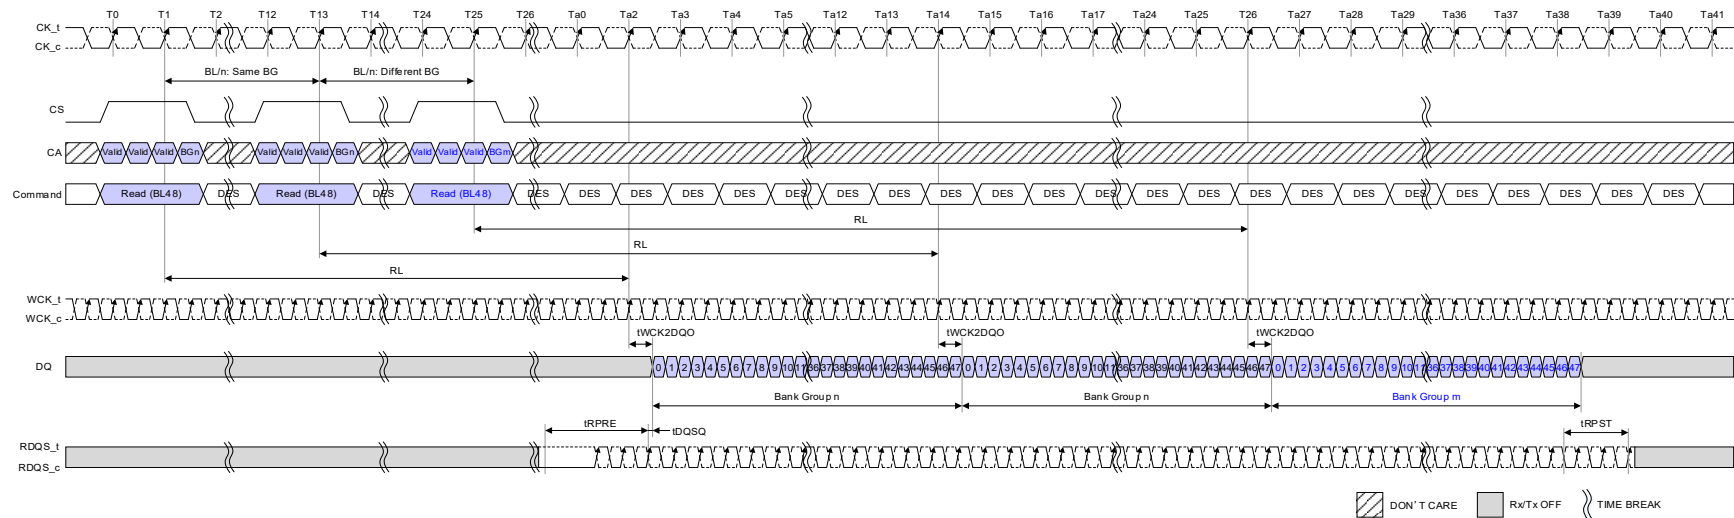 T0 T1 T2 T12 T13 T14 T24 T25 T26 Ta0 Ta2 Ta3 Ta4 Ta5 Ta12 Ta13 Ta14 Ta15 Ta16 Ta17 Ta24 Ta25 T26 Ta27 Ta28 Ta29 Ta36 Ta37 Ta38 Ta39 Ta40 Ta41
CK_t
CK_c
BL/n: Same BG BL/n: Different BG
CS
CA Valid Valid Valid BGn Valid Valid Valid BGn Valid Valid Valid BGm
Command Read (BL48) DES Read (BL48) DES Read (BL48) DES DES DES DES DES DES DES DES DES DES DES DES DES DES DES DES DES DES DES DES DES DES DES
RL
RL
RL
WCK_t
WCK_c
tWCK2DQO tWCK2DQO tWCK2DQO
DQ 0 1 2 3 4 5 6 7 8 9 10 11 36 37 38 39 40 41 42 43 44 45 46 47 0 1 2 3 4 5 6 7 8 9 10 11 36 37 38 39 40 41 42 43 44 45 46 47 0 1 2 3 4 5 6 7 8 9 10 11 36 37 38 39 40 41 42 43 44 45 46 47
Bank Group n Bank Group n Bank Group m
tRPRE tDQSQ tRPST
RDQS_t
RDQS_c
DON'T CARE Rx/Tx OFF TIME BREAK